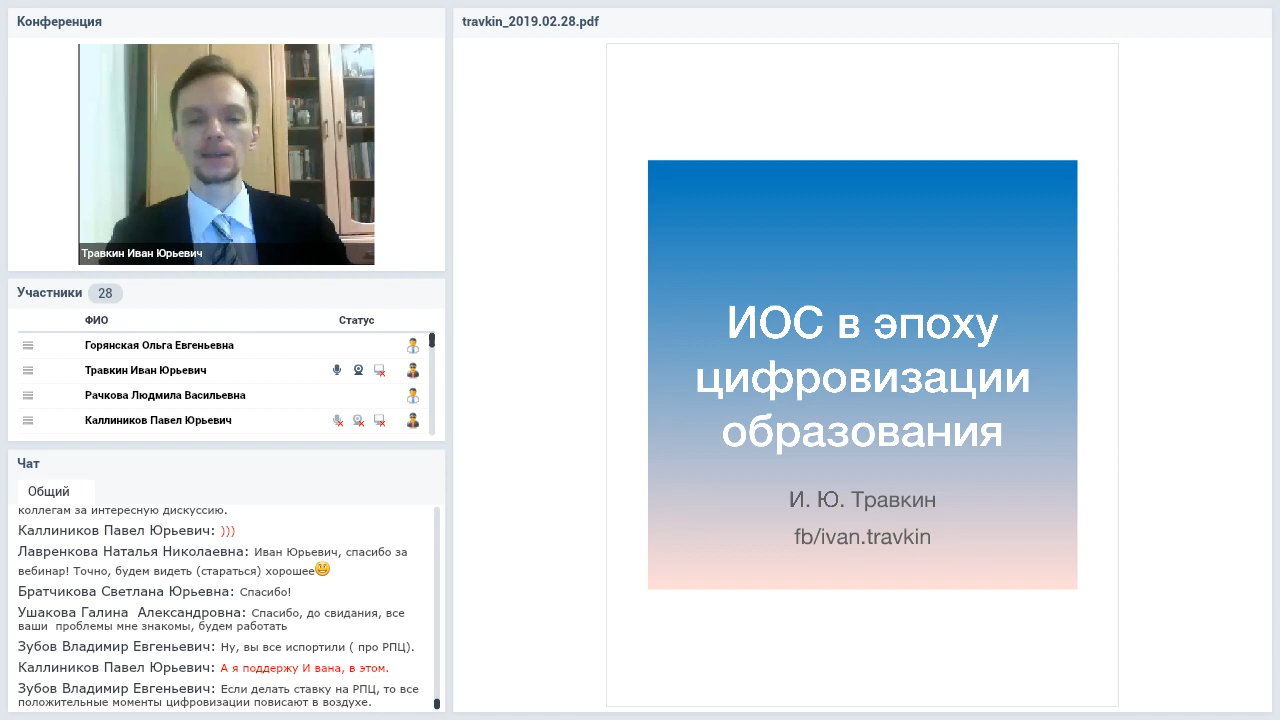 Конференция
Травкин Иван Юрьевич
Участники 28
ФИО Статус
Горянская Ольга Евгеньевна
Травкин Иван Юрьевич
Рачкова Людмила Васильевна
Каллиников Павел Юрьевич
Чат
Общий
коллегам за интересную дискуссию.
Каллиников Павел Юрьевич: )))
Лавренкова Наталья Николаевна: Иван Юрьевич, спасибо за
вебинар! Точно, будем видеть (стараться) хорошее
Братчикова Светлана Юрьевна: Спасибо!
Ушакова Галина Александровна: Спасибо, до свидания, все
ваши проблемы мне знакомы, будем работать
Зубов Владимир Евгеньевич: Ну, вы все испортили ( про РПЦ).
Каллиников Павел Юрьевич: А я поддержу И вана, в этом.
Зубов Владимир Евгеньевич: Если делать ставку на РПЦ, то все
положительные моменты цифровизации повисают в воздухе.
travkin_2019.02.28.pdf
ИОС в эпоху
цифровизации
образования
И. Ю. Травкин
fb/ivan.travkin